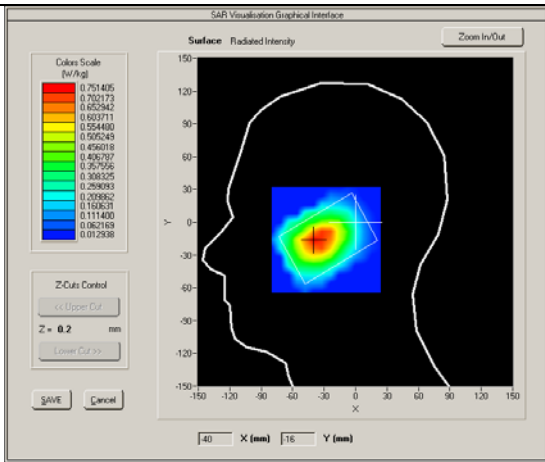 SAR Visualisation Graphical Interface
Surface Radiated Intensity
Zoom In/Out
Colors Scale
(W/kg)
0.751405
0.702173
0.652942
0.603711
0.554480
0.505249
0.456018
0.406787
0.357556
0.308325
0.259093
0.209862
0.160631
0.111400
0.062169
0.012938
Z-Cuts Control
<< Upper Cut
Z = 0.2 mm
Lower Cut >>
SAVE Cancel
150
120
90
60
30
0
-30
-60
-90
-120
-150
Y
-150 -120 -90 -60 -30 0 30 60 90 120 150
X
-40 X (mm) -16 Y (mm)